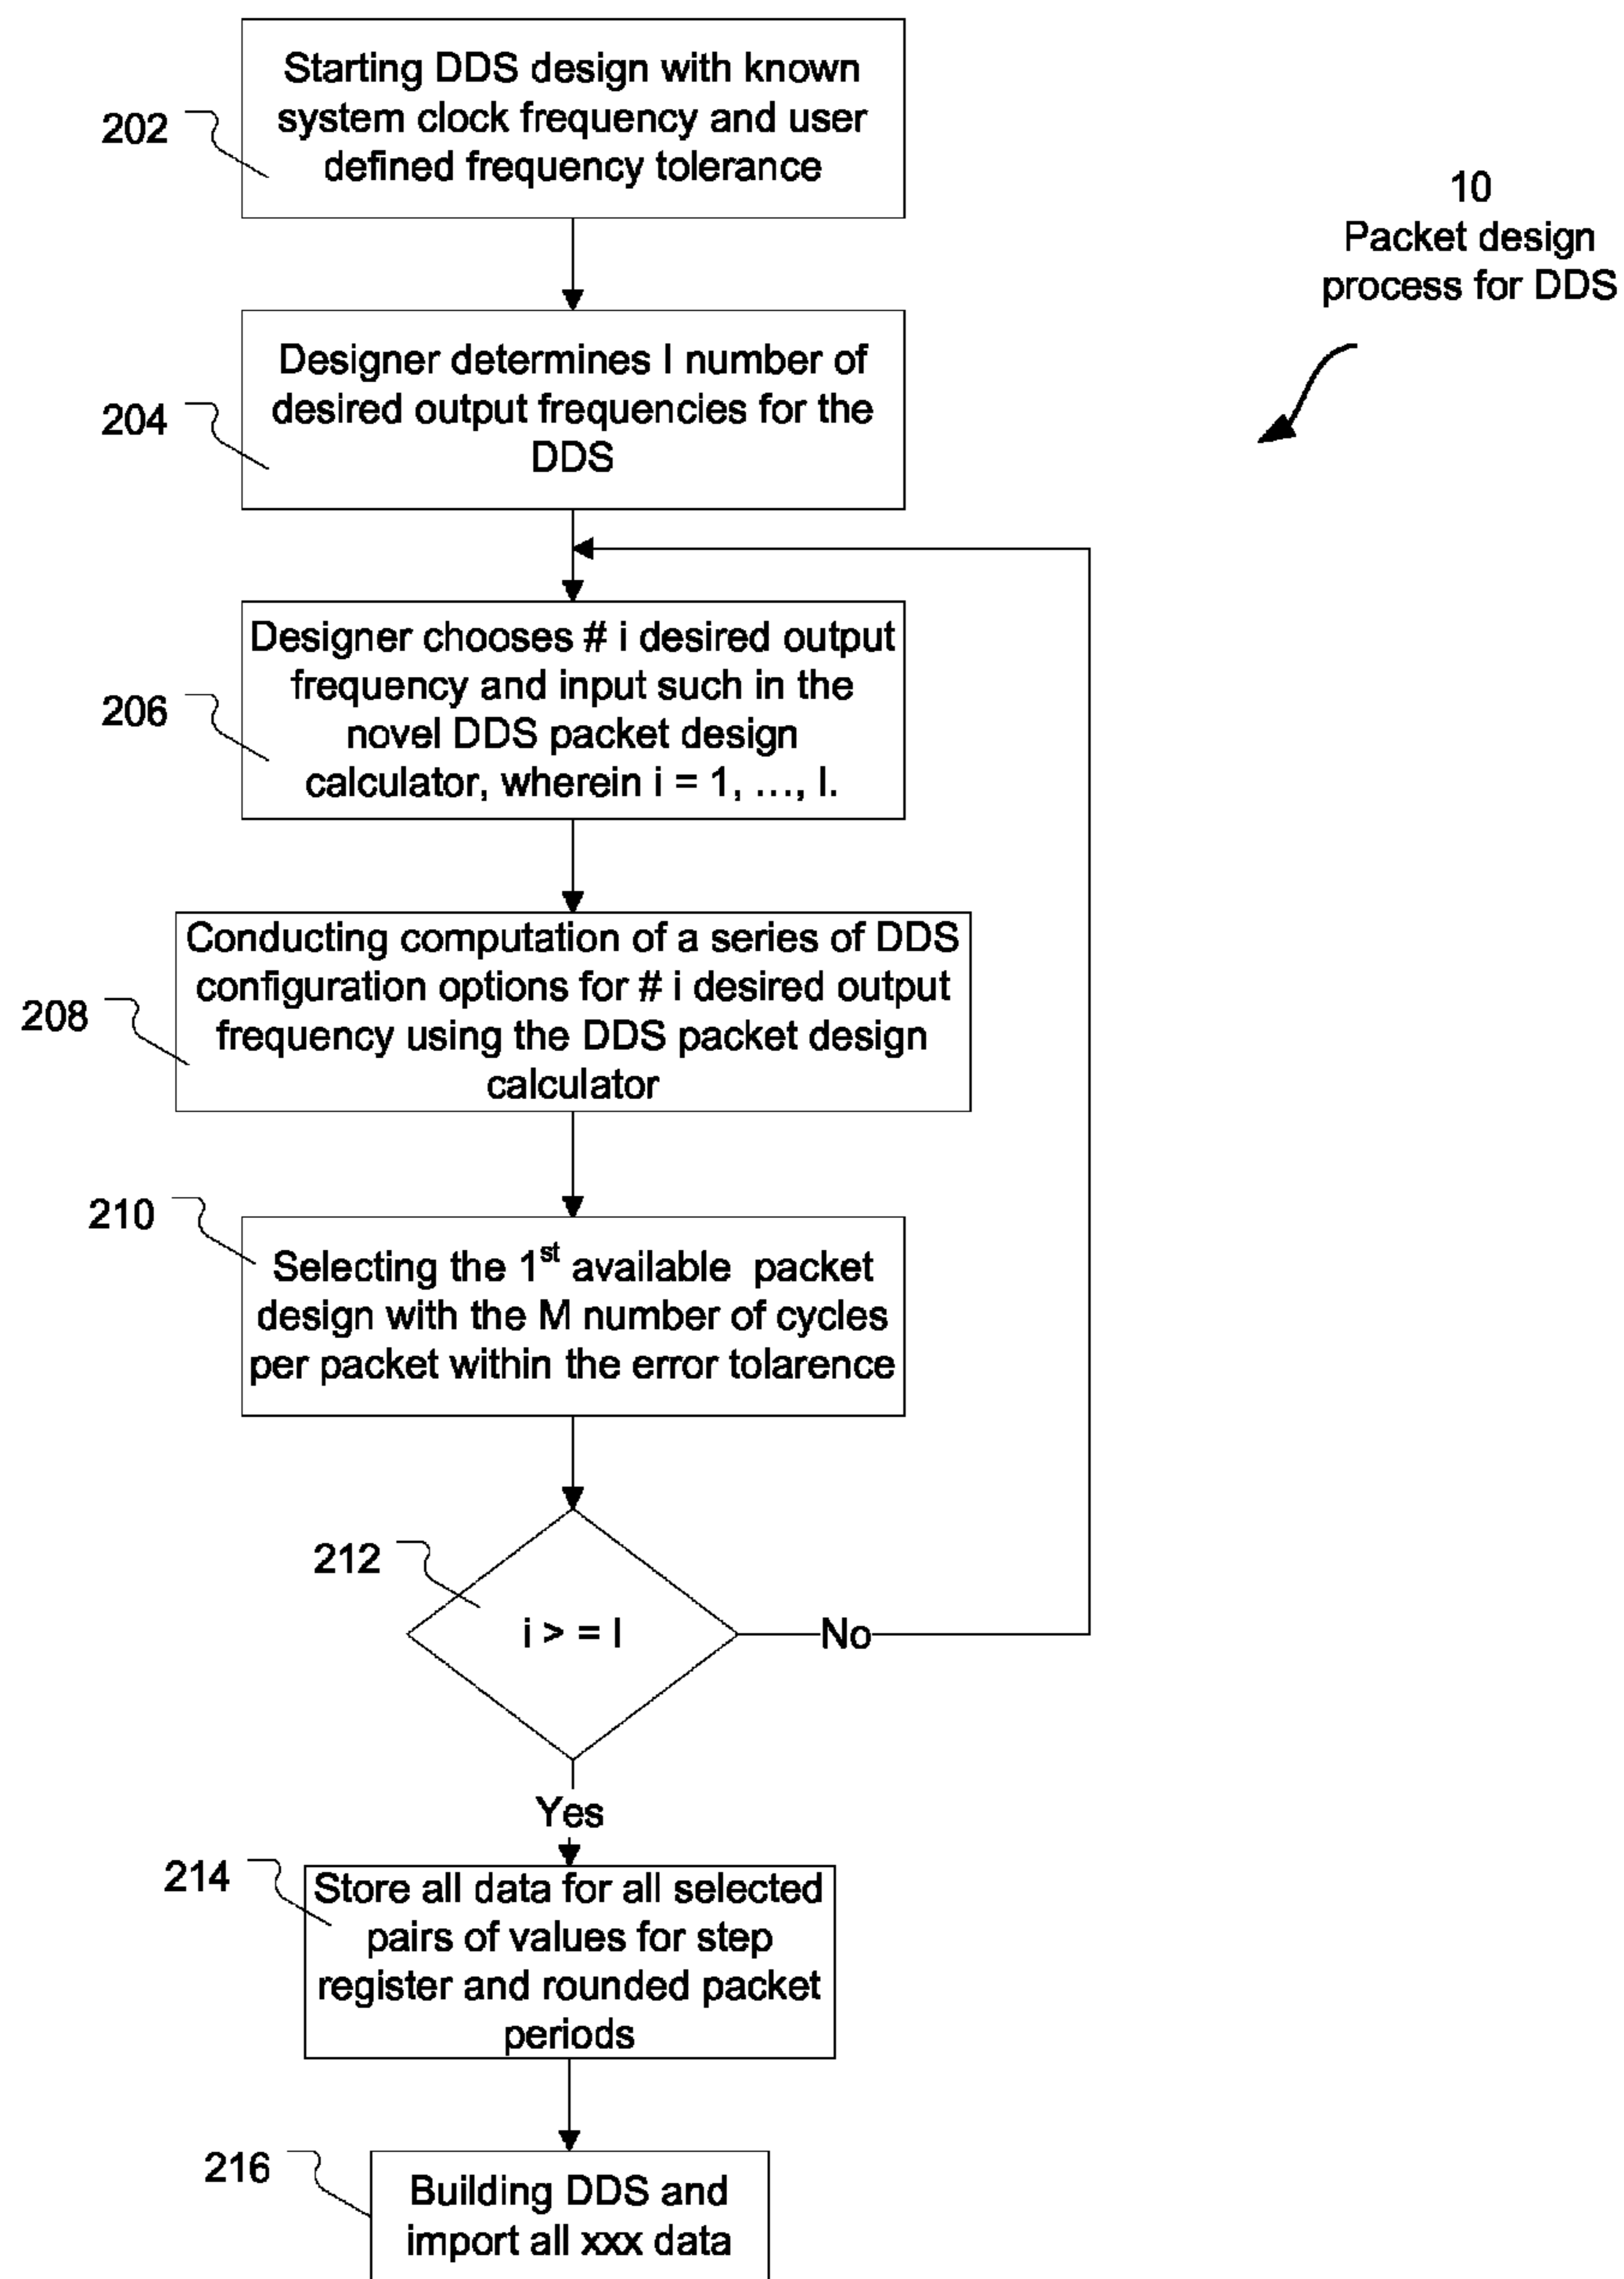 Starting DDS design with known
system clock frequency and user
defined frequency tolerance
202
10
Packet design
process for DDS
Designer determines I number of
desired output frequencies for the
DDS
204
Designer chooses # i desired output
frequency and input such in the
novel DDS packet design
calculator, wherein i = 1, ..., I.
206
Conducting computation of a series of DDS
configuration options for # i desired output
frequency using the DDS packet design
calculator
208
210
Selecting the 1st available packet
design with the M number of cycles
per packet within the error tolarence
212
i > = I
No
Yes
214
Store all data for all selected
pairs of values for step
register and rounded packet
periods
216
Building DDS and
import all xxx data